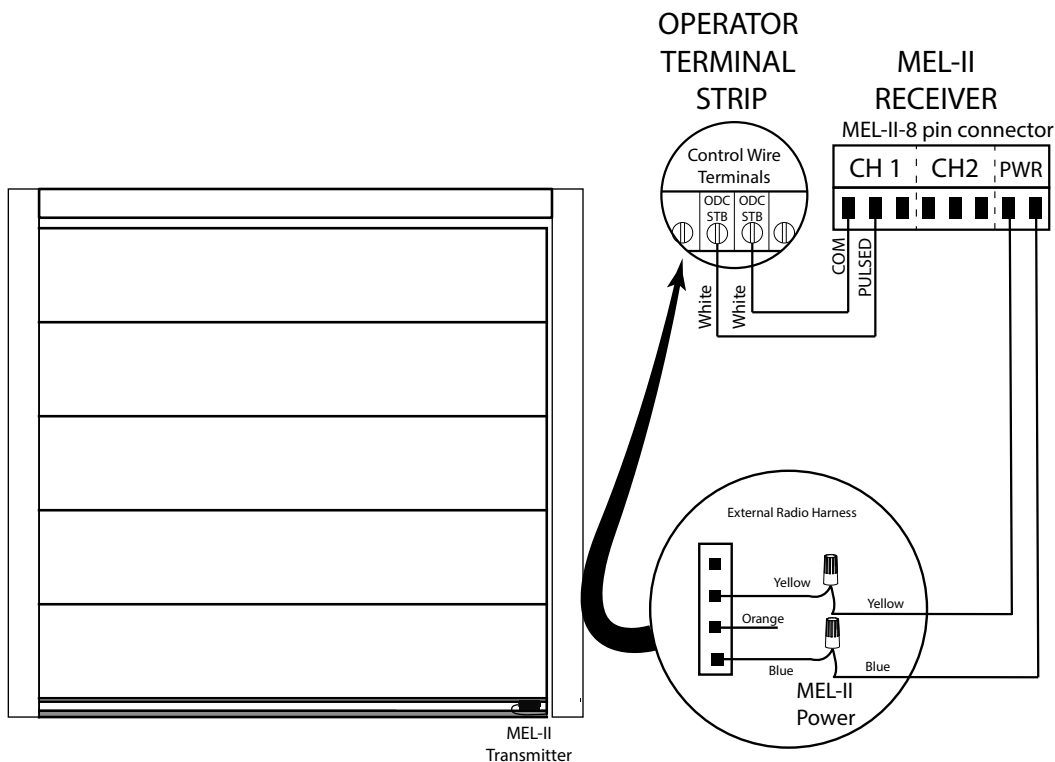 OPERATOR
TERMINAL
STRIP
MEL-II
RECEIVER
MEL-II-8 pin connector
Control Wire
Terminals
CH 1
CH2
PWR
ODC
STB
ODC
STB
COM
PULSED
White
White
External Radio Harness
Yellow
Yellow
Orange
Blue
Blue
MEL-II
Power
MEL-II
Transmitter